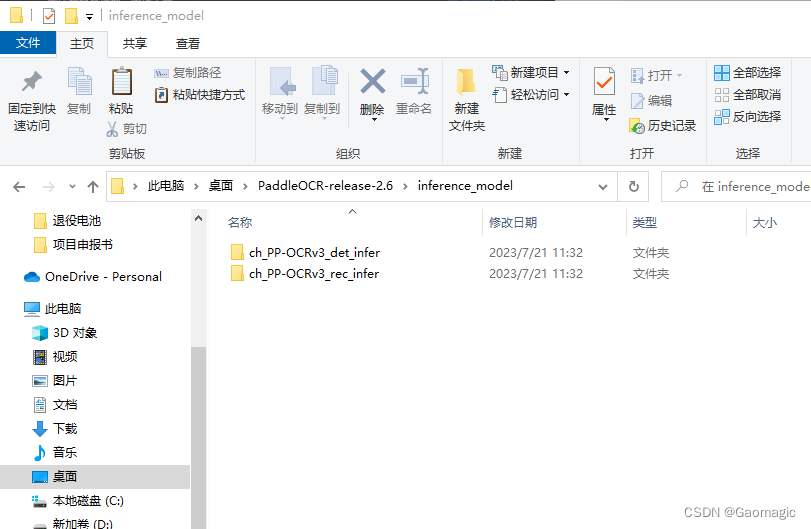 inference_model
文件 主页 共享 查看
固定到快速访问
复制
粘贴
复制路径
粘贴快捷方式
剪切
剪贴板
移动到
复制到
删除
重命名
组织
新建文件夹
新建项目
轻松访问
新建
属性
打开
编辑
历史记录
打开
全部选择
全部取消
反向选择
选择
此电脑 桌面 PaddleOCR-release-2.6 inference_model
在 inference_mode
名称 修改日期 类型 大小
ch_PP-OCRv3_det_infer 2023/7/21 11:32 文件夹
ch_PP-OCRv3_rec_infer 2023/7/21 11:32 文件夹
退役电池
项目申报书
OneDrive - Personal
此电脑
3D 对象
视频
图片
文档
下载
音乐
桌面
本地磁盘 (C:)
新加卷 (D:)
CSDN @Gaomagic